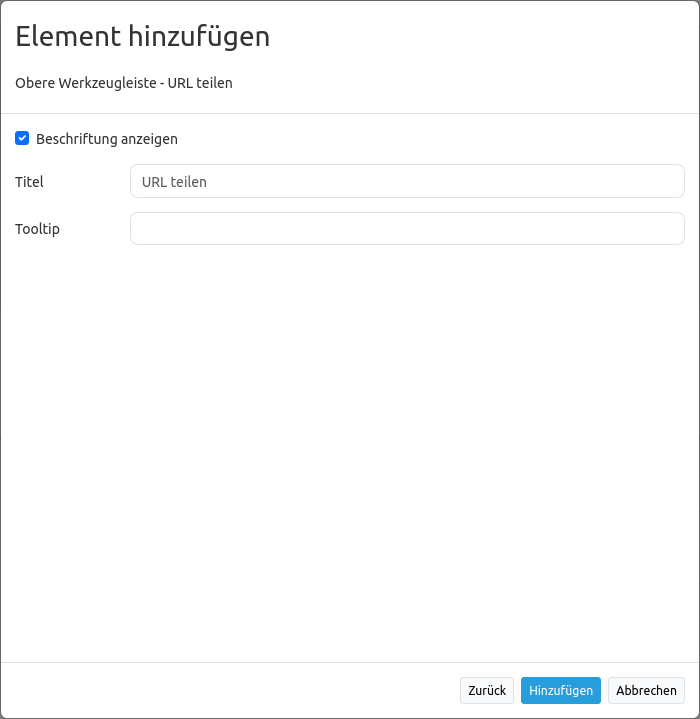 Element hinzufügen
Obere Werkzeugleiste - URL teilen
Beschriftung anzeigen
Titel URL teilen
Tooltip
Zurück Hinzufügen Abbrechen